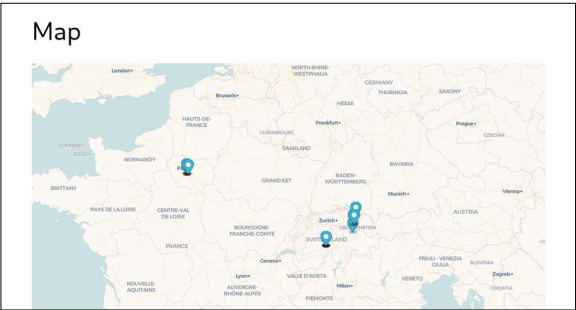 Map
London
NORTH RHINE-
WESTPHALIA
Brussels
GERMANY
THURINGIA
SAXONY
HESSE
HAUTS-DE-
FRANCE
Frankfurt
Prague
LUXEMBOURG
CZECHIA
GUERNSEY
JERSEY
SAARLAND
NORMANDY
BAVARIA
GRAND EST
BADEN-
WÜRTTEMBERG
BRITTANY
Munich
Vienna
PAYS DE LA LOIRE
CENTRE-VAL
DE LOIRE
AUSTRIA
Zurich
BOURGOGNE-
FRANCHE-COMTÉ
FRANCE
Geneva
FRIULI - VENEZIA
GIULIA
SLOVENIA
Lyon
VALLE D'AOSTA
VENETO
Zagreb
NOUVELLE-
AQUITAINE
AUVERGNE-
RHÔNE-ALPES
Milan
CROATIA
PIEMONTE